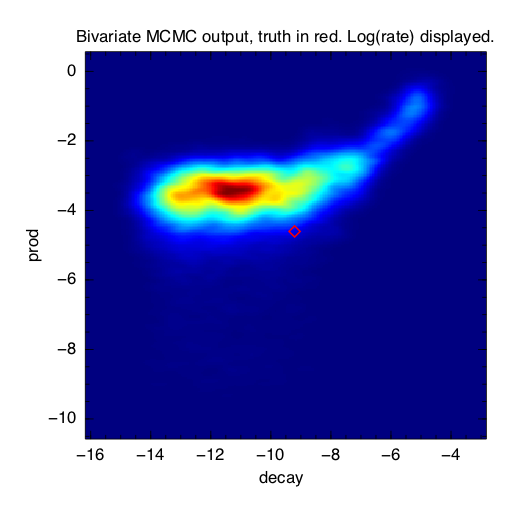 Bivariate MCMC output, truth in red. Log(rate) displayed.
0
−2
−4
−6
−8
−10
prod
−16 −14 −12 −10 −8 −6 −4
decay